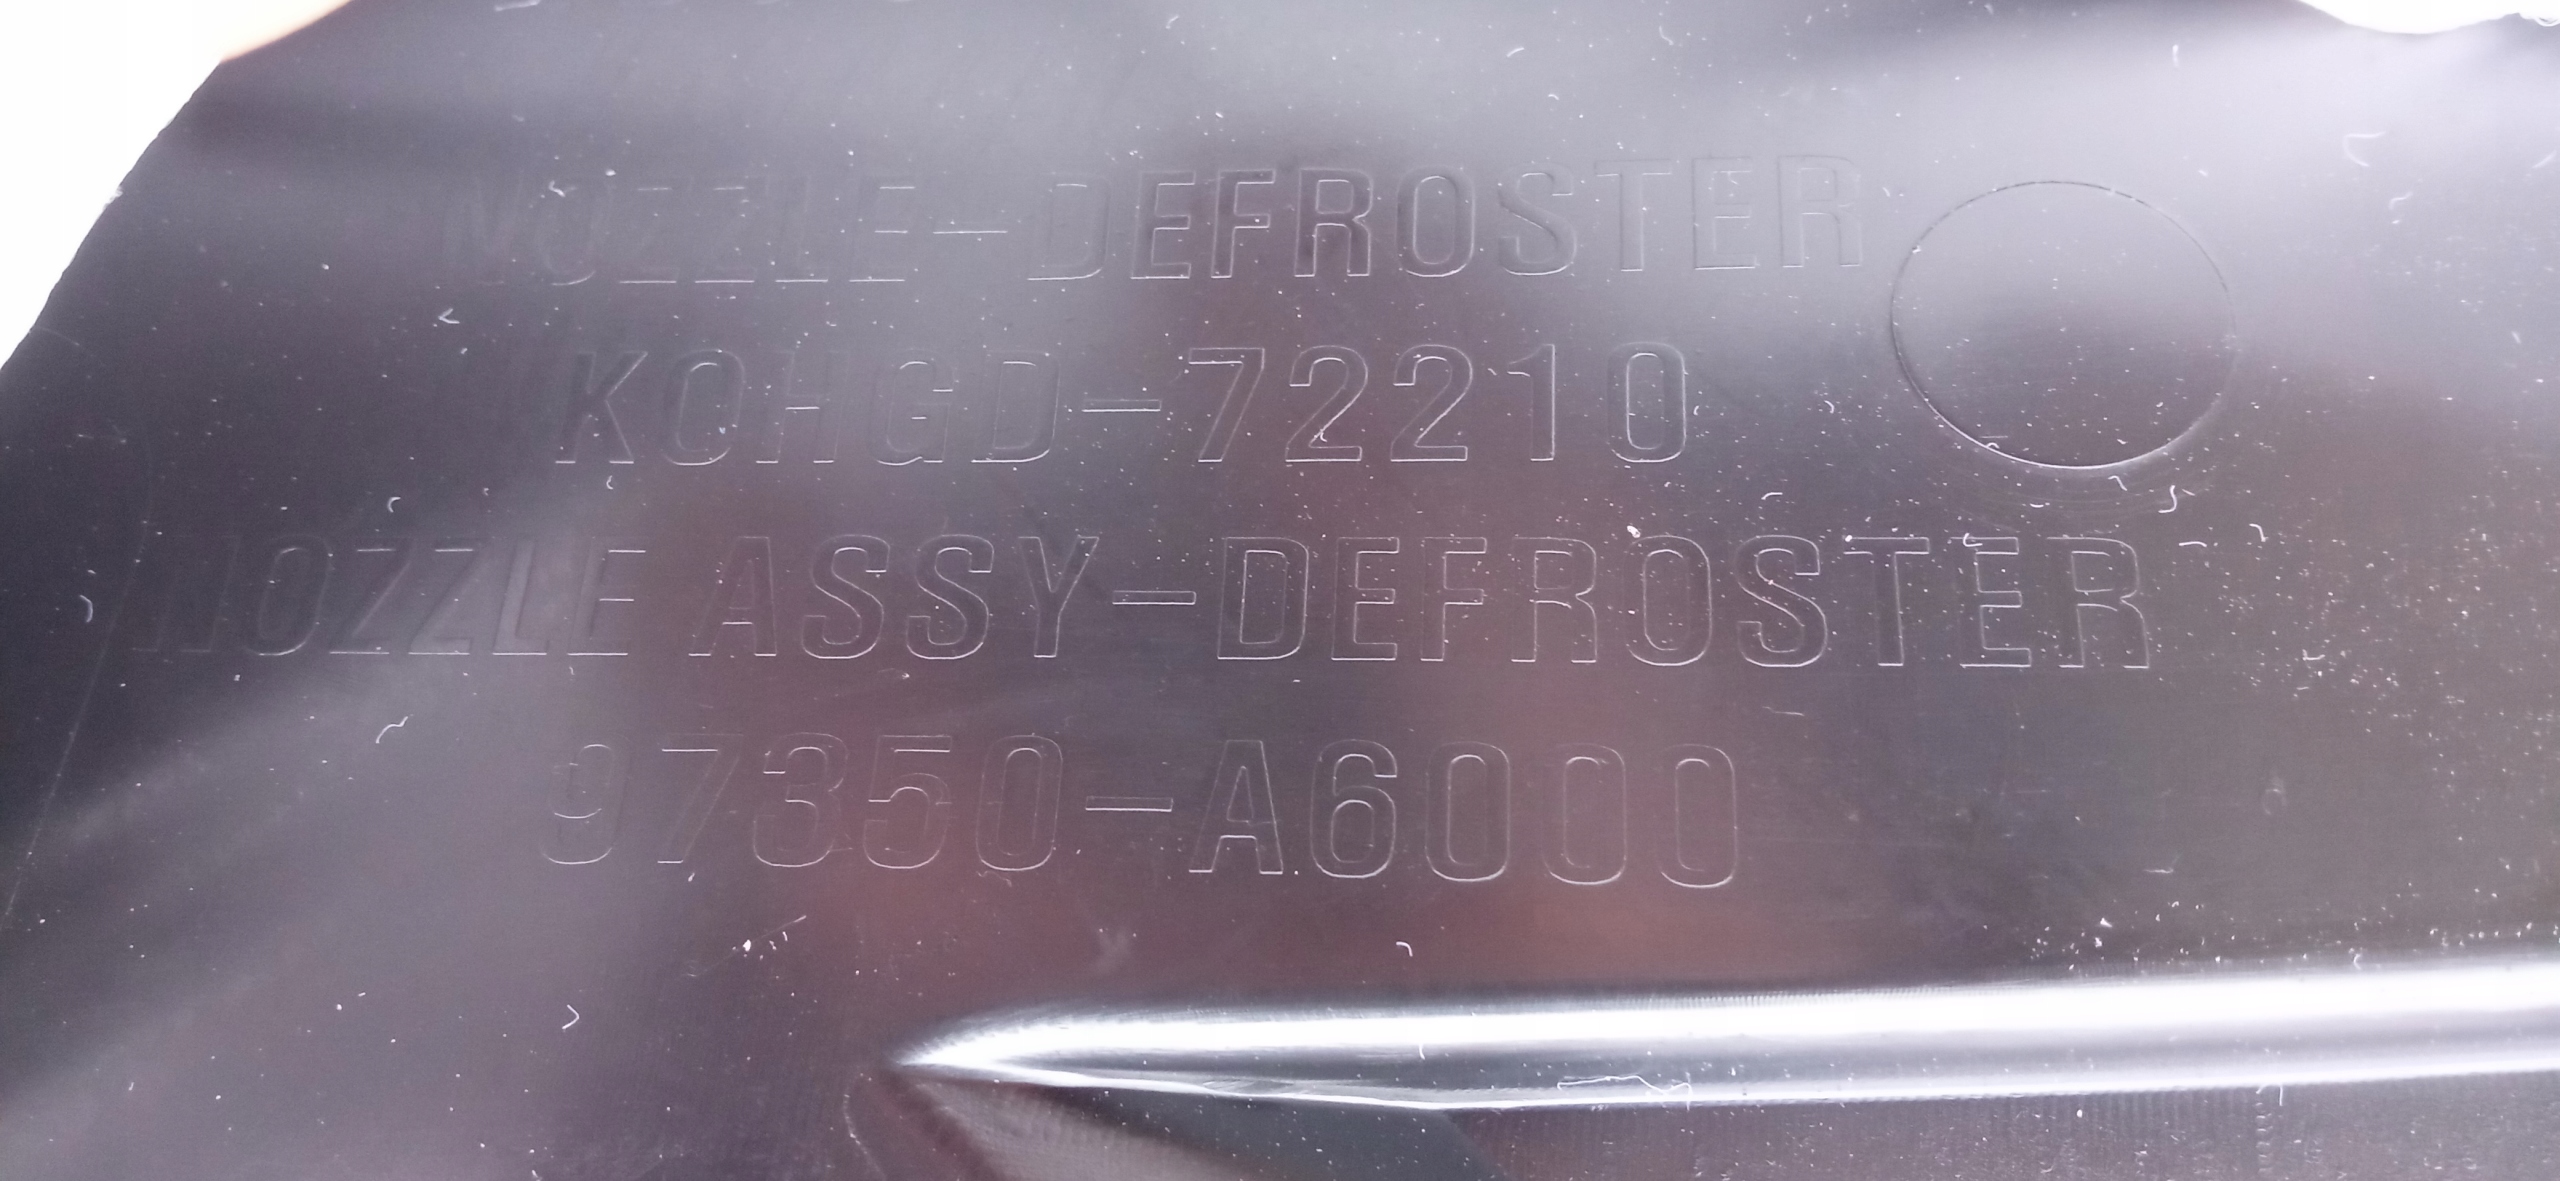 NOZZLE-DEFROSTER
KOHGD-72210
NOZZLE ASSY-DEFROSTER
97350-A6000